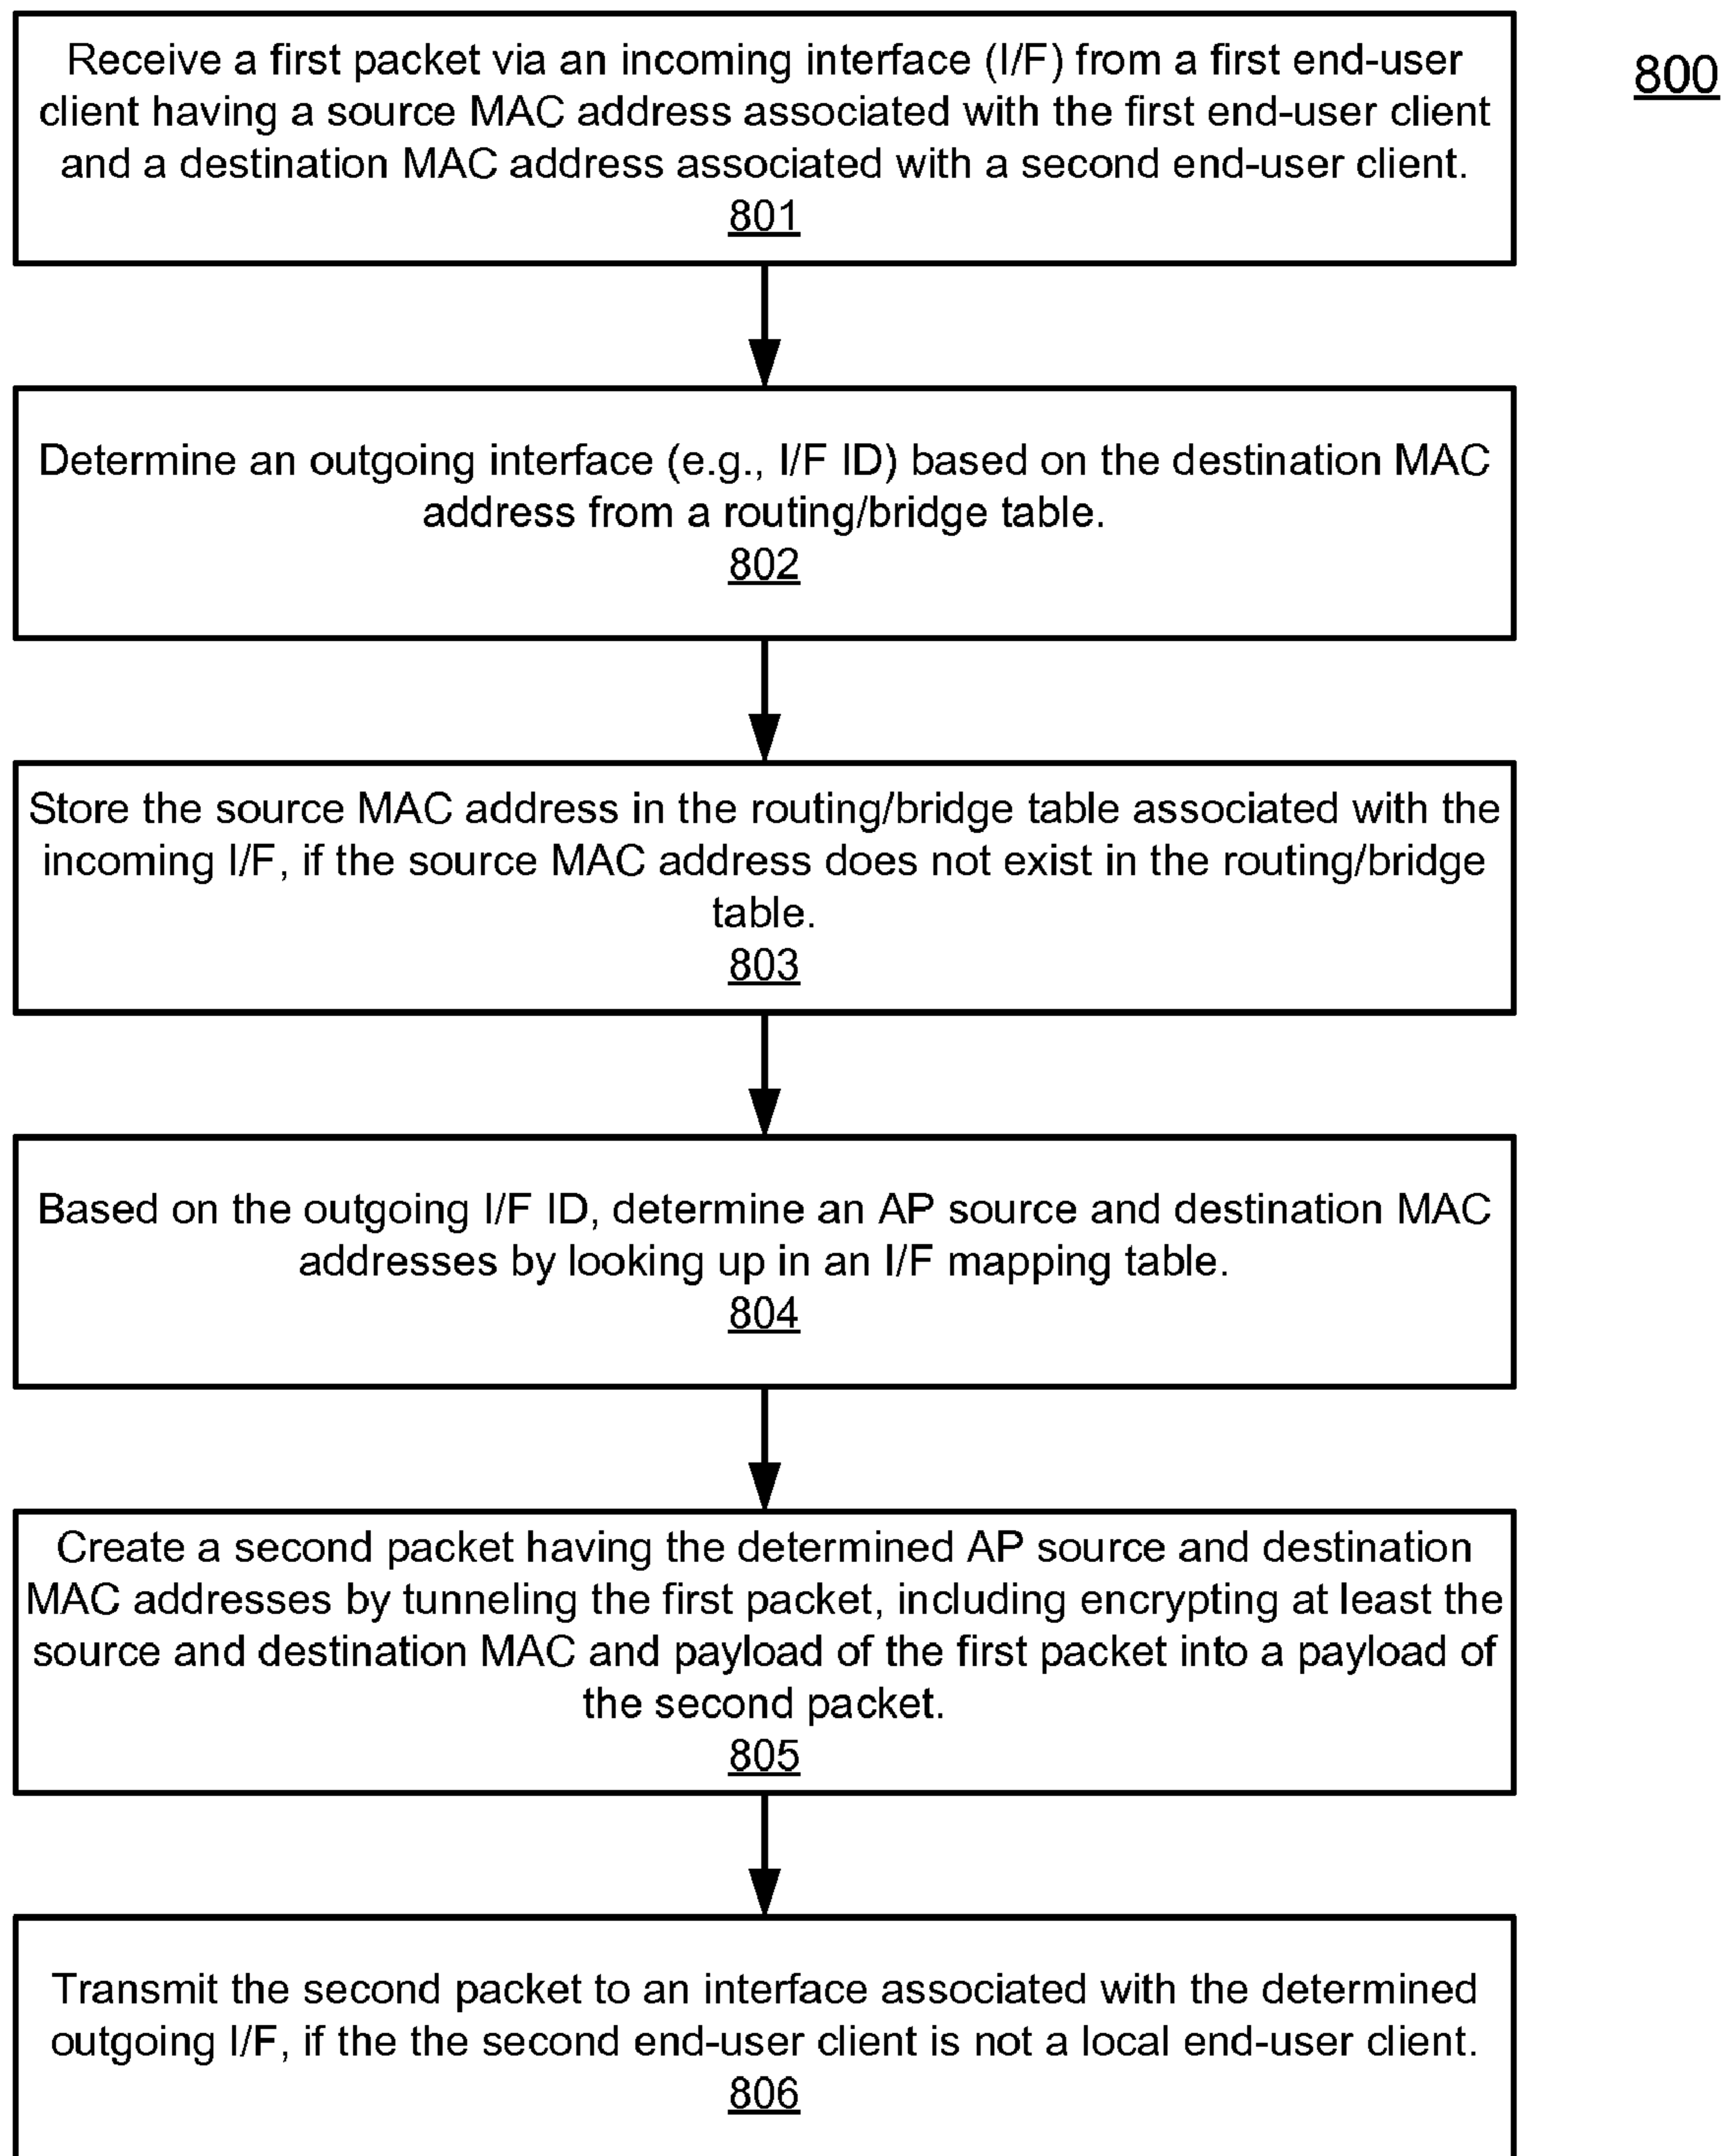 800
Receive a first packet via an incoming interface (I/F) from a first end-user
client having a source MAC address associated with the first end-user client
and a destination MAC address associated with a second end-user client.
801
Determine an outgoing interface (e.g., I/F ID) based on the destination MAC
address from a routing/bridge table.
802
Store the source MAC address in the routing/bridge table associated with the
incoming I/F, if the source MAC address does not exist in the routing/bridge
table.
803
Based on the outgoing I/F ID, determine an AP source and destination MAC
addresses by looking up in an I/F mapping table.
804
Create a second packet having the determined AP source and destination
MAC addresses by tunneling the first packet, including encrypting at least the
source and destination MAC and payload of the first packet into a payload of
the second packet.
805
Transmit the second packet to an interface associated with the determined
outgoing I/F, if the the second end-user client is not a local end-user client.
806